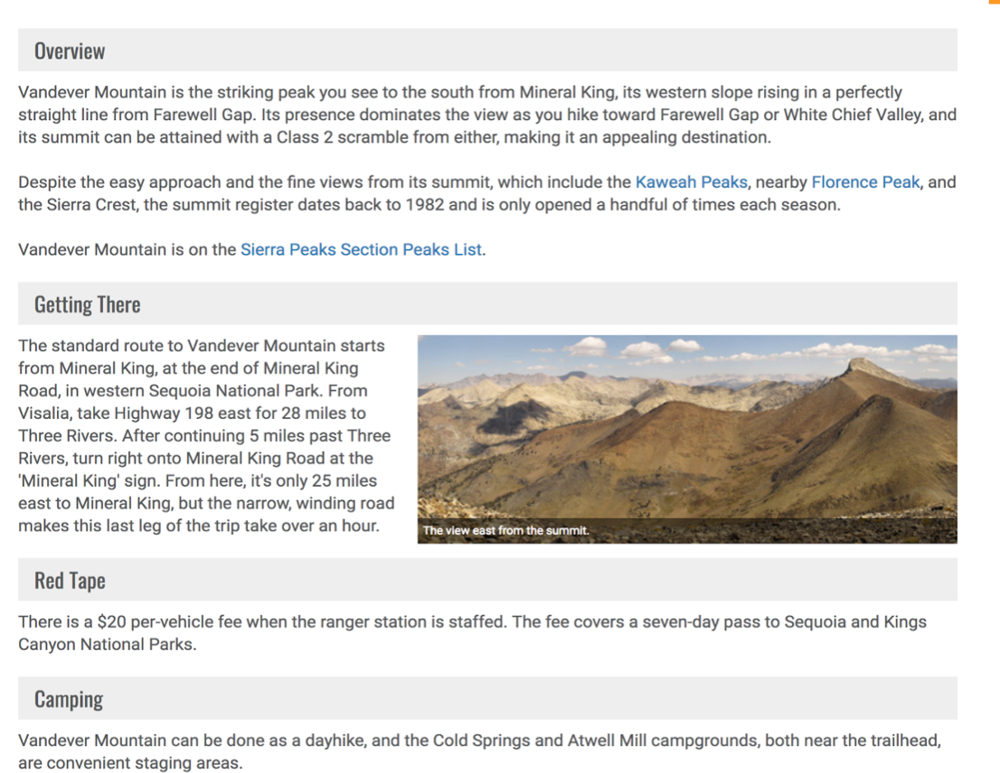 Overview
Vandever Mountain is the striking peak you see to the south from Mineral King, its western slope rising in a perfectly
straight line from Farewell Gap. Its presence dominates the view as you hike toward Farewell Gap or White Chief Valley, and
its summit can be attained with a Class 2 scramble from either, making it an appealing destination.
Despite the easy approach and the fine views from its summit, which include the Kaweah Peaks, nearby Florence Peak, and
the Sierra Crest, the summit register dates back to 1982 and is only opened a handful of times each season.
Vandever Mountain is on the Sierra Peaks Section Peaks List.
Getting There
The standard route to Vandever Mountain starts
from Mineral King, at the end of Mineral King
Road, in western Sequoia National Park. From
Visalia, take Highway 198 east for 28 miles to
Three Rivers. After continuing 5 miles past Three
Rivers, turn right onto Mineral King Road at the
'Mineral King' sign. From here, it's only 25 miles
east to Mineral King, but the narrow, winding road
makes this last leg of the trip take over an hour.
The view east from the summit.
Red Tape
There is a $20 per-vehicle fee when the ranger station is staffed. The fee covers a seven-day pass to Sequoia and Kings
Canyon National Parks.
Camping
Vandever Mountain can be done as a dayhike, and the Cold Springs and Atwell Mill campgrounds, both near the trailhead,
are convenient staging areas.